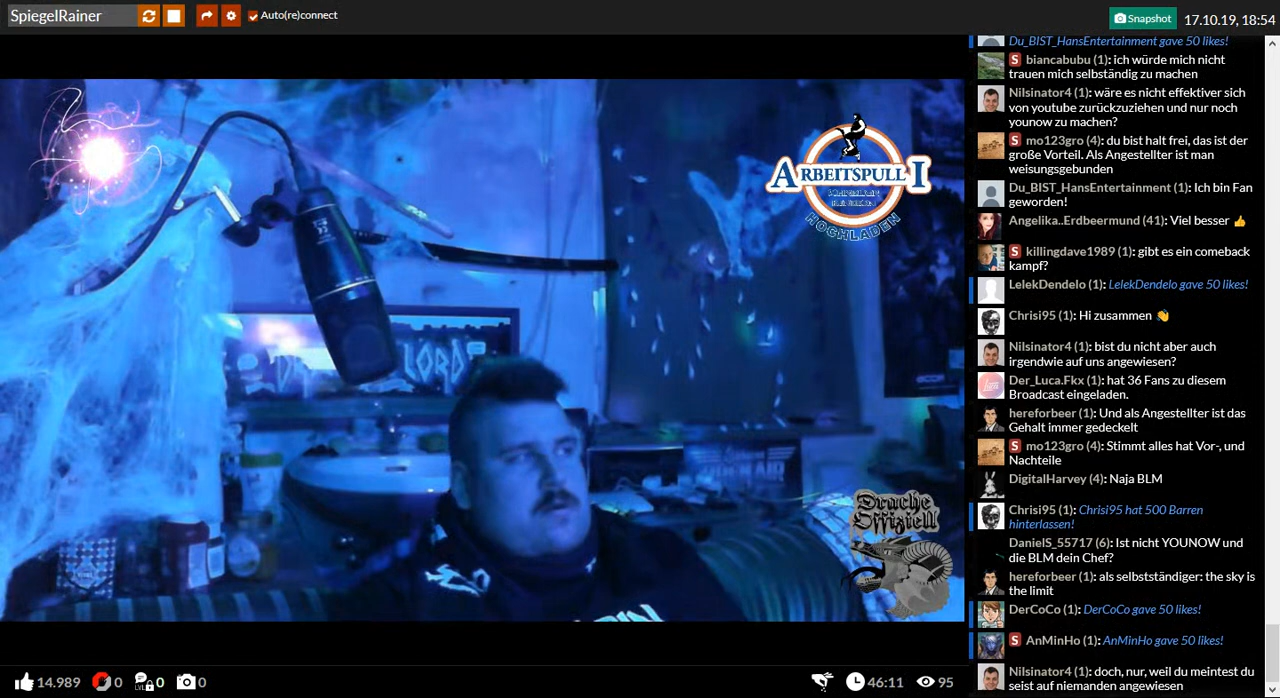 SpiegelRainer
Auto(re)connect
Snapshot
17.10.19, 18:54
ARBEITSPULLI
HOCHLADEN
LORD
Drache
Offiziell
14.989
0
LVL
0
0
46:11
95
Du_BIST_HansEntertainment gave 50 likes!
S biancabubu (1): ich würde mich nicht
trauen mich selbständig zu machen
Nilsinator4 (1): wäre es nicht effektiver sich
von youtube zurückzuziehen und nur noch
younow zu machen?
S mo123gro (4): du bist halt frei, das ist der
große Vorteil. Als Angestellter ist man
weisungsgebunden
Du_BIST_HansEntertainment (1): Ich bin Fan
geworden!
Angelika..Erdbeermund (41): Viel besser 👍
S killingdave1989 (1): gibt es ein comeback
kampf?
LelekDendelo (1): LelekDendelo gave 50 likes!
Chrisi95 (1): Hi zusammen 👋
Nilsinator4 (1): bist du nicht aber auch
irgendwie auf uns angewiesen?
Der_Luca.Fkx (1): hat 36 Fans zu diesem
Broadcast eingeladen.
hereforbeer (1): Und als Angestellter ist das
Gehalt immer gedeckelt
S mo123gro (4): Stimmt alles hat Vor-, und
Nachteile
DigitalHarvey (4): Naja BLM
Chrisi95 (1): Chrisi95 hat 500 Barren
hinterlassen!
DanielS_55717 (6): Ist nicht YOUNOW und
die BLM dein Chef?
hereforbeer (1): als selbstständiger: the sky is
the limit
DerCoCo (1): DerCoCo gave 50 likes!
S AnMinHo (1): AnMinHo gave 50 likes!
Nilsinator4 (1): doch, nur, weil du meintest du
seist auf niemanden angewiesen